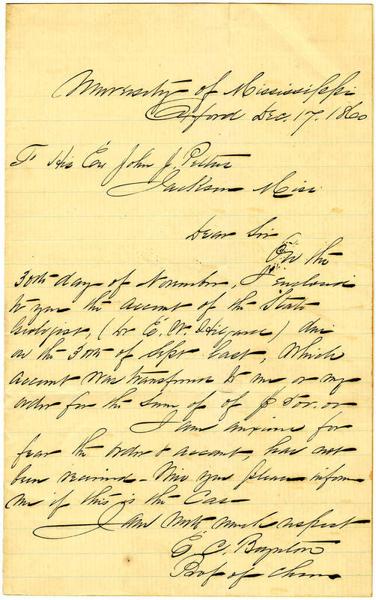 University of Mississippi
Oxford Dec. 17. 1860
To His Ex John J. Pettus
Jackson Miss
Dear Sir
On the
30th day of November, I enclosed
to you the account of the State
Geologist, (Dr E. W. Hilgard) due
on the 30th of Sept last, which
account was transferred to me or my
order for the sum of of $
I am anxious for
fear the order & account, has not
been received - Will you please inform
me if this is the Case
I am with much respect
E. C. Boynton
Prof of Chem